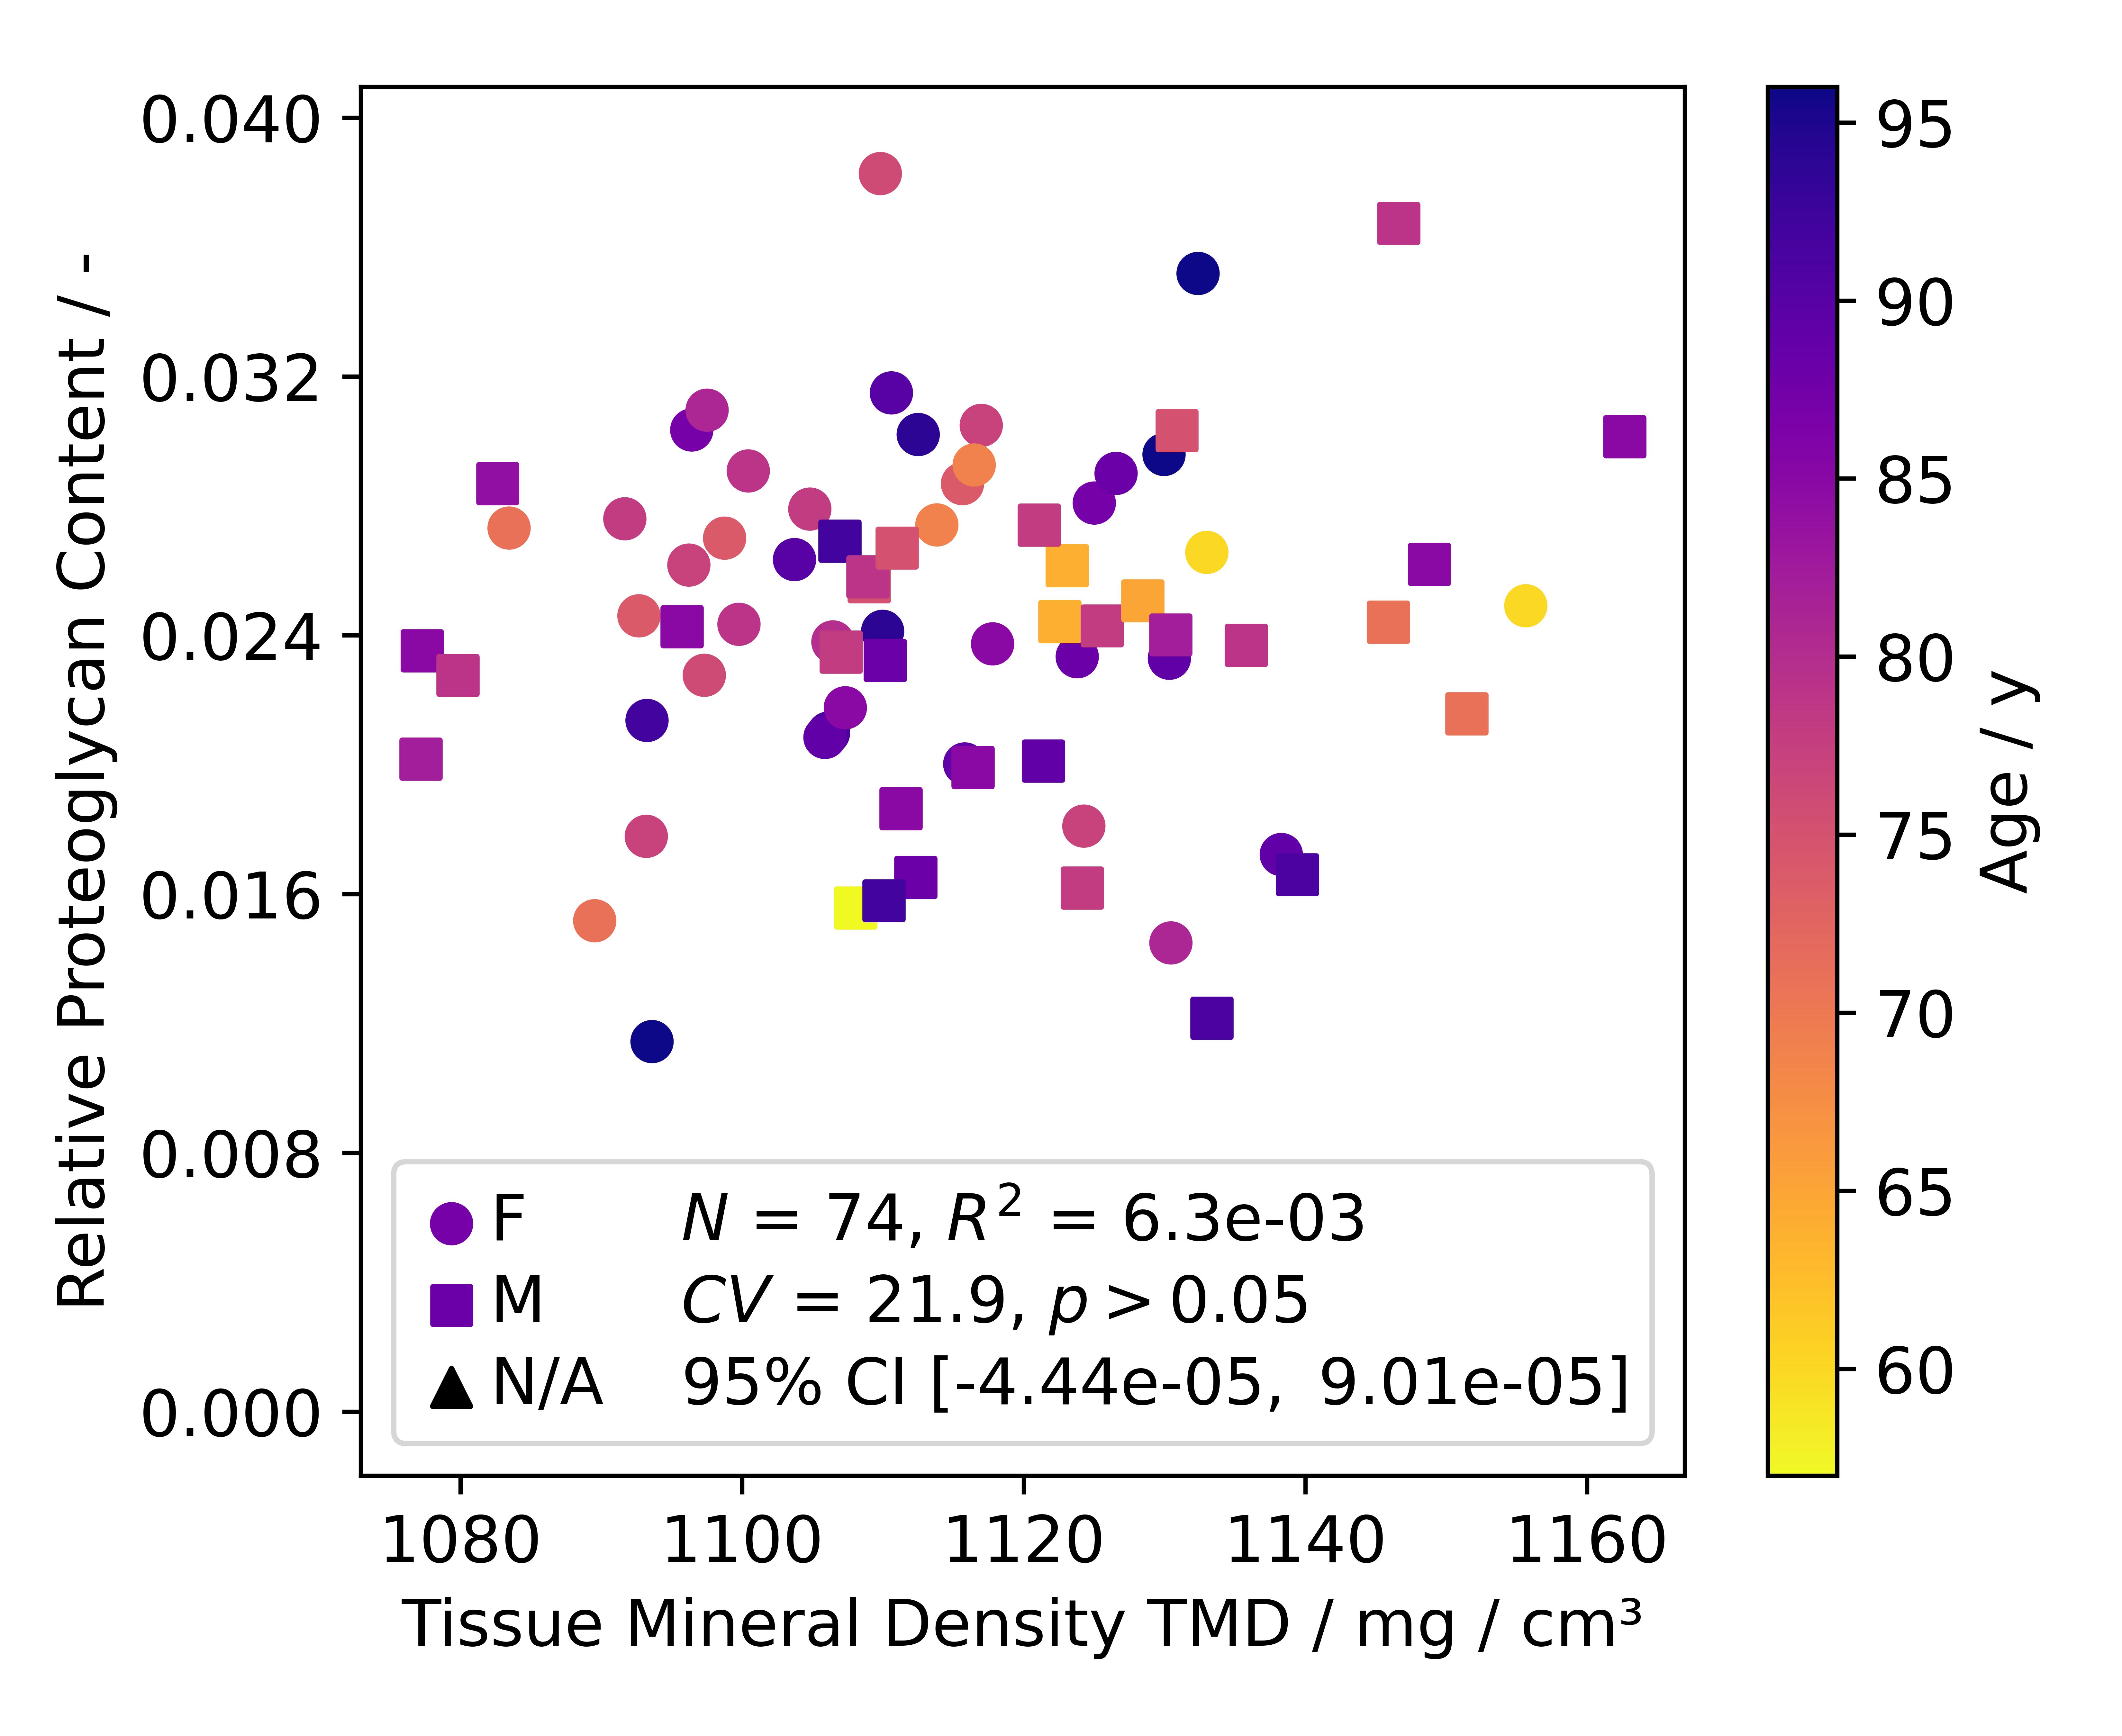 Relative Proteoglycan Content / -
0.040
0.032
0.024
0.016
0.008
0.000
F
M
N/A
N = 74, R² = 6.3e-03
CV = 21.9, p > 0.05
95% CI [-4.44e-05, 9.01e-05]
1080 1100 1120 1140 1160
Tissue Mineral Density TMD / mg / cm³
95
90
85
80
75
70
65
60
Age / y